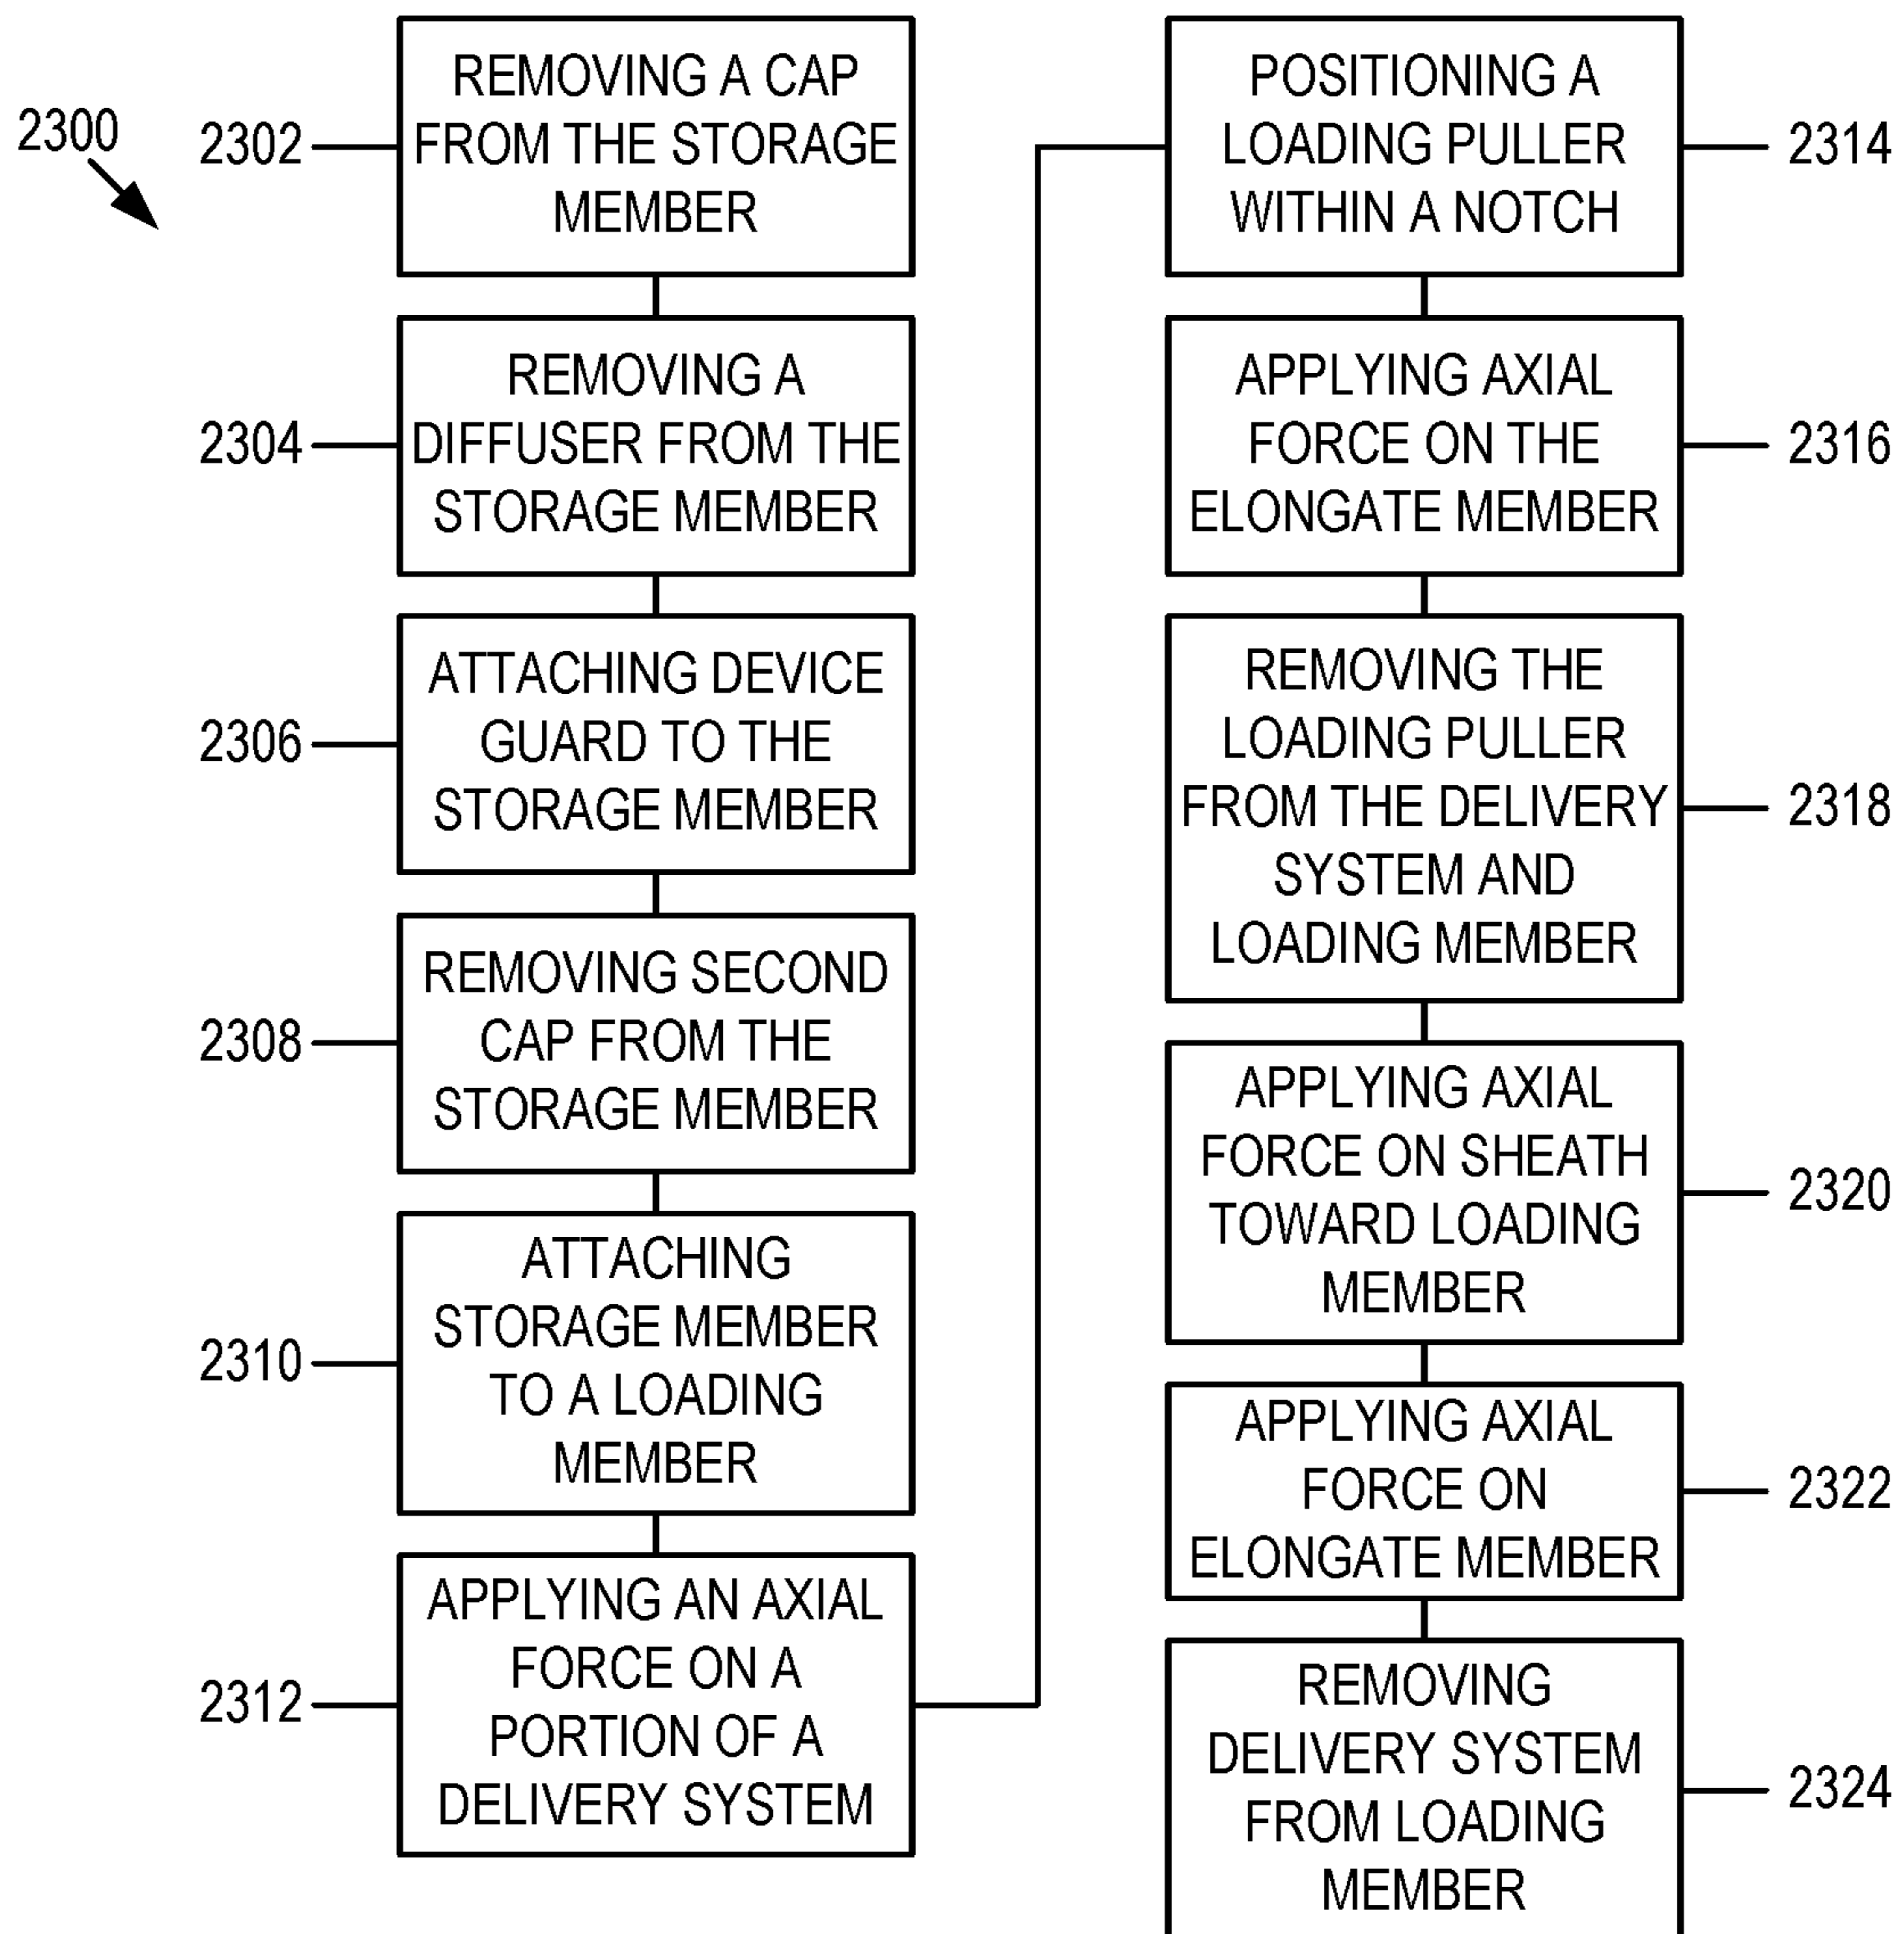 2300
2302
REMOVING A CAP
FROM THE STORAGE
MEMBER
2304
REMOVING A
DIFFUSER FROM THE
STORAGE MEMBER
2306
ATTACHING DEVICE
GUARD TO THE
STORAGE MEMBER
2308
REMOVING SECOND
CAP FROM THE
STORAGE MEMBER
2310
ATTACHING
STORAGE MEMBER
TO A LOADING
MEMBER
2312
APPLYING AN AXIAL
FORCE ON A
PORTION OF A
DELIVERY SYSTEM
POSITIONING A
LOADING PULLER
WITHIN A NOTCH
2314
APPLYING AXIAL
FORCE ON THE
ELONGATE MEMBER
2316
REMOVING THE
LOADING PULLER
FROM THE DELIVERY
SYSTEM AND
LOADING MEMBER
2318
APPLYING AXIAL
FORCE ON SHEATH
TOWARD LOADING
MEMBER
2320
APPLYING AXIAL
FORCE ON
ELONGATE MEMBER
2322
REMOVING
DELIVERY SYSTEM
FROM LOADING
MEMBER
2324